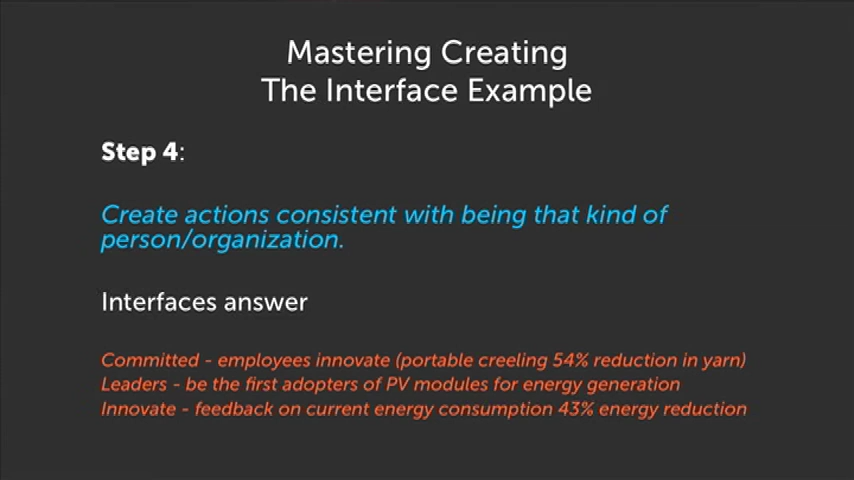 Mastering Creating
The Interface Example
Step 4:
Create actions consistent with being that kind of
person/organization.
Interfaces answer
Committed - employees innovate (portable creeling 54% reduction in yarn)
Leaders - be the first adopters of PV modules for energy generation
Innovate - feedback on current energy consumption 43% energy reduction